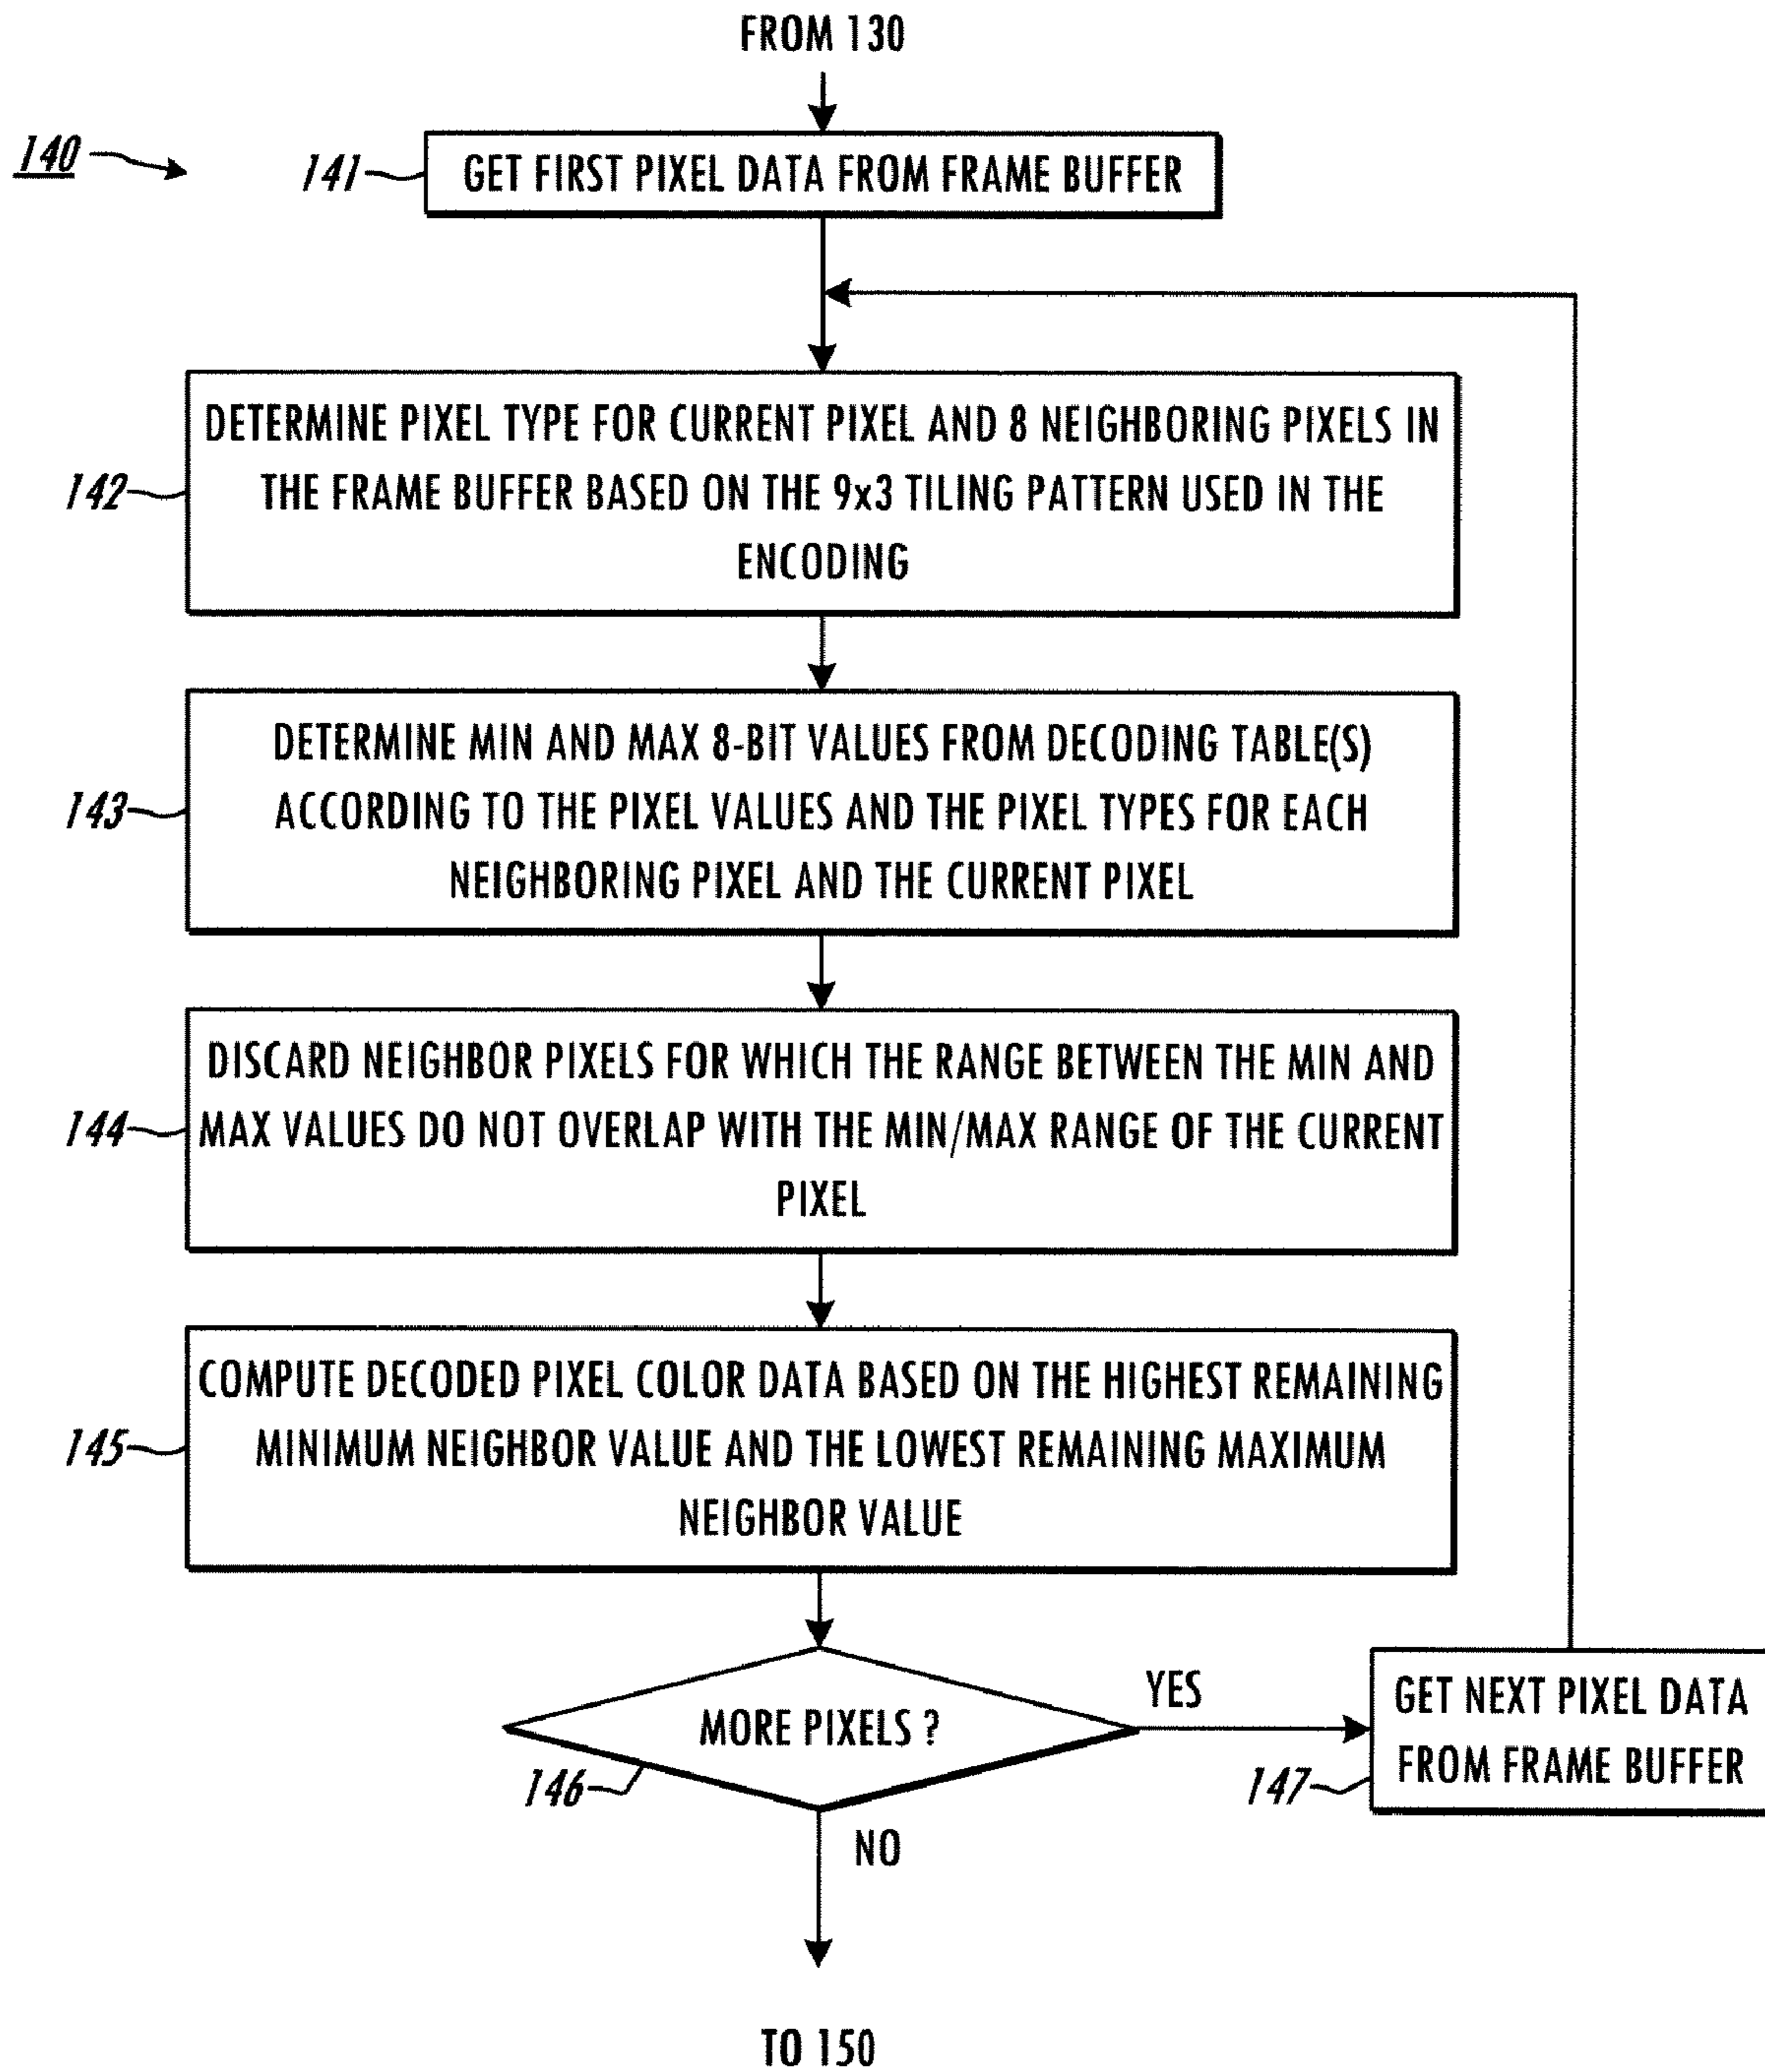 FROM 130
140
141
GET FIRST PIXEL DATA FROM FRAME BUFFER
142
DETERMINE PIXEL TYPE FOR CURRENT PIXEL AND 8 NEIGHBORING PIXELS IN
THE FRAME BUFFER BASED ON THE 9x3 TILING PATTERN USED IN THE
ENCODING
143
DETERMINE MIN AND MAX 8-BIT VALUES FROM DECODING TABLE(S)
ACCORDING TO THE PIXEL VALUES AND THE PIXEL TYPES FOR EACH
NEIGHBORING PIXEL AND THE CURRENT PIXEL
144
DISCARD NEIGHBOR PIXELS FOR WHICH THE RANGE BETWEEN THE MIN AND
MAX VALUES DO NOT OVERLAP WITH THE MIN/MAX RANGE OF THE CURRENT
PIXEL
145
COMPUTE DECODED PIXEL COLOR DATA BASED ON THE HIGHEST REMAINING
MINIMUM NEIGHBOR VALUE AND THE LOWEST REMAINING MAXIMUM
NEIGHBOR VALUE
MORE PIXELS ?
146
YES
GET NEXT PIXEL DATA
FROM FRAME BUFFER
147
NO
TO 150